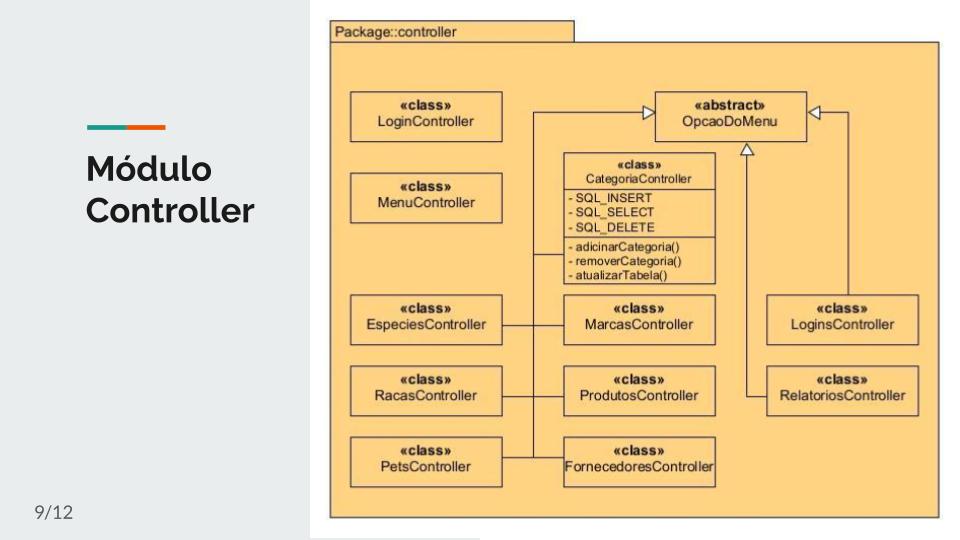 Módulo
Controller
9/12
Package::controller
«class»
LoginController
«abstract»
OpcaoDoMenu
«class»
CategoriaController
- SQL_INSERT
- SQL_SELECT
- SQL_DELETE
- adicinarCategoria()
- removerCategoria()
- atualizarTabela()
«class»
MenuController
«class»
EspeciesController
«class»
MarcasController
«class»
LoginsController
«class»
RacasController
«class»
ProdutosController
«class»
RelatoriosController
«class»
PetsController
«class»
FornecedoresController